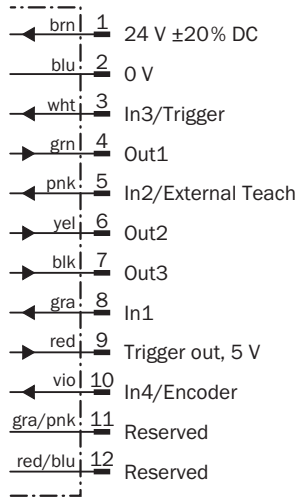 brn 1 24 V ±20% DC
blu 2 0 V
wht 3 In3/Trigger
grn 4 Out1
pnk 5 In2/External Teach
yel 6 Out2
blk 7 Out3
gra 8 In1
red 9 Trigger out, 5 V
vio 10 In4/Encoder
gra/pnk 11 Reserved
red/blu 12 Reserved